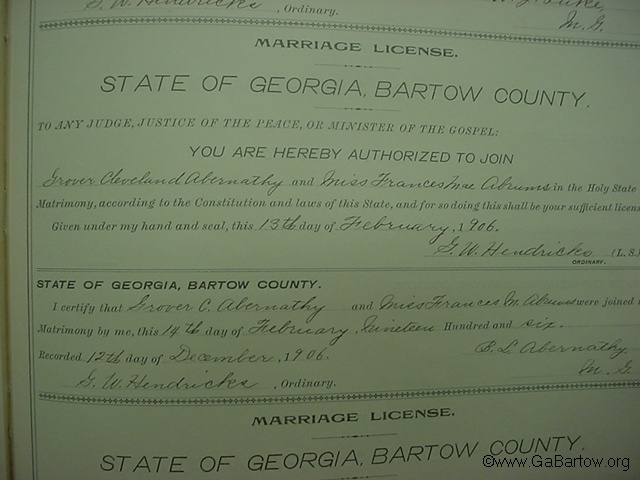 G. W. Hendricks, Ordinary.
M. G.
MARRIAGE LICENSE.
STATE OF GEORGIA, BARTOW COUNTY.
TO ANY JUDGE, JUSTICE OF THE PEACE, OR MINISTER OF THE GOSPEL:
YOU ARE HEREBY AUTHORIZED TO JOIN
Grover Cleveland Abernathy and Miss Frances Mae Abrums in the Holy State
Matrimony, according to the Constitution and laws of this State, and for so doing this shall be your sufficient licens
Given under my hand and seal, this 13th day of February, 1906.
G. W. Hendricks (L. S.)
ORDINARY.
STATE OF GEORGIA, BARTOW COUNTY.
I certify that Grover C. Abernathy and Miss Frances M. Abrums were joined i
Matrimony by me, this 14th day of February, Nineteen Hundred and six.
Recorded 12th day of December, 1906. B. L. Abernathy
G. W. Hendricks, Ordinary. M. G.
MARRIAGE LICENSE.
STATE OF GEORGIA, BARTOW COUNTY.
©www.GaBartow.org